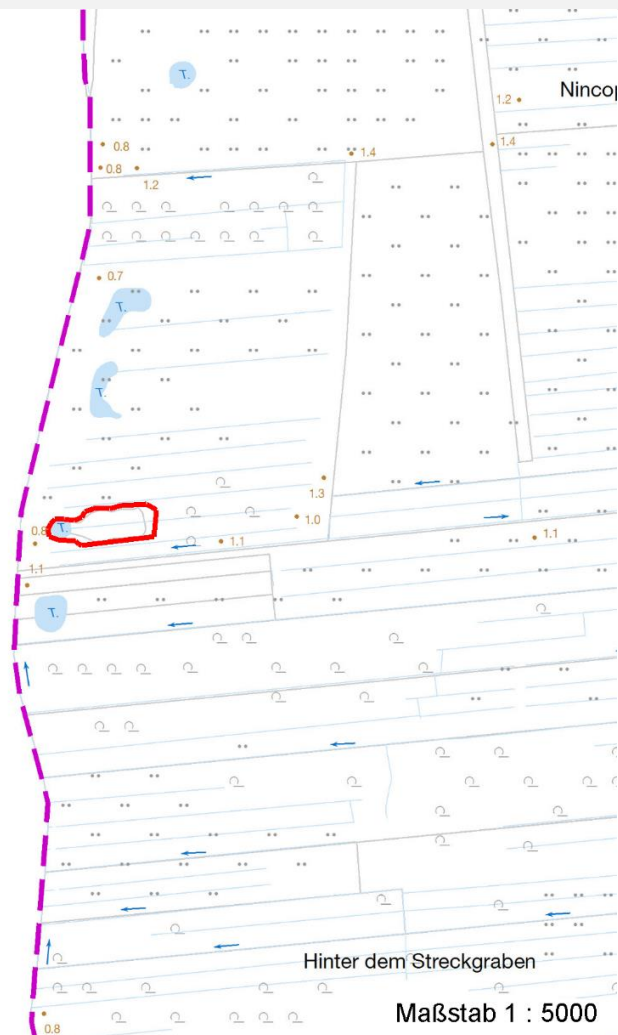 T.
Nincop
1.2
0.8
1.4
1.4
0.8
1.2
0.7
T.
T.
1.3
1.0
0.8
T.
1.1
1.1
1.1
T.
Hinter dem Streckgraben
Maßstab 1 : 5000
0.8